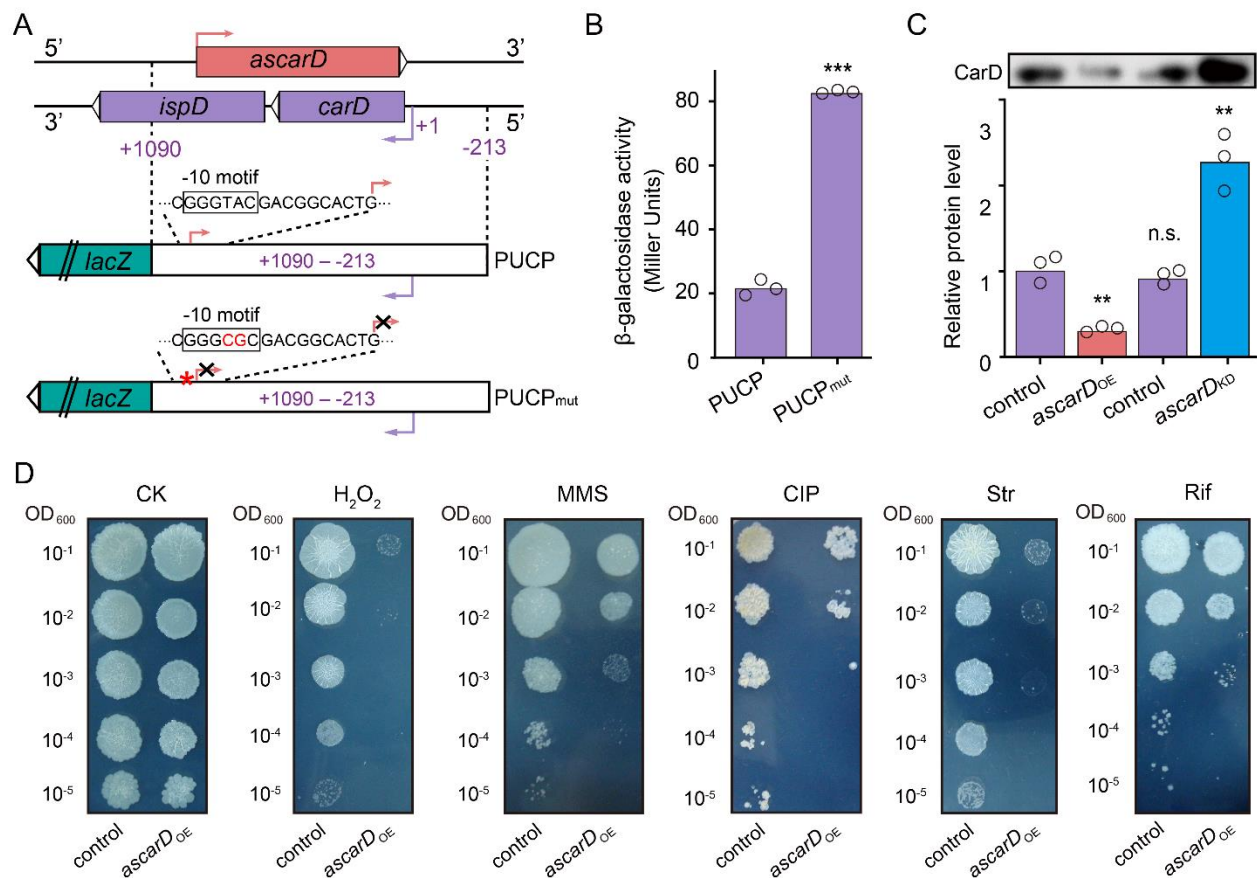 A
5’ 3’
ascarD
ispD carD
3’ 5’
+1
+1090 -213
-10 motif
···CGGGTACGACGGCACTG···
lacZ +1090 – -213 PUCP
-10 motif
···CGGGCGCGACGGCACTG···
*
lacZ +1090 – -213 PUCPmut
B
β-galactosidase activity
(Miller Units)
80
60
40
20
0
***
PUCP
PUCPmut
C
CarD
Relative protein level
3
2
1
0
**
n.s.
**
control
ascarDOE
control
ascarDKD
D
CK
OD600
10-1
10-2
10-3
10-4
10-5
control
ascarDOE
H2O2
OD600
10-1
10-2
10-3
10-4
10-5
control
ascarDOE
MMS
OD600
10-1
10-2
10-3
10-4
10-5
control
ascarDOE
CIP
OD600
10-1
10-2
10-3
10-4
10-5
control
ascarDOE
Str
OD600
10-1
10-2
10-3
10-4
10-5
control
ascarDOE
Rif
OD600
10-1
10-2
10-3
10-4
10-5
control
ascarDOE